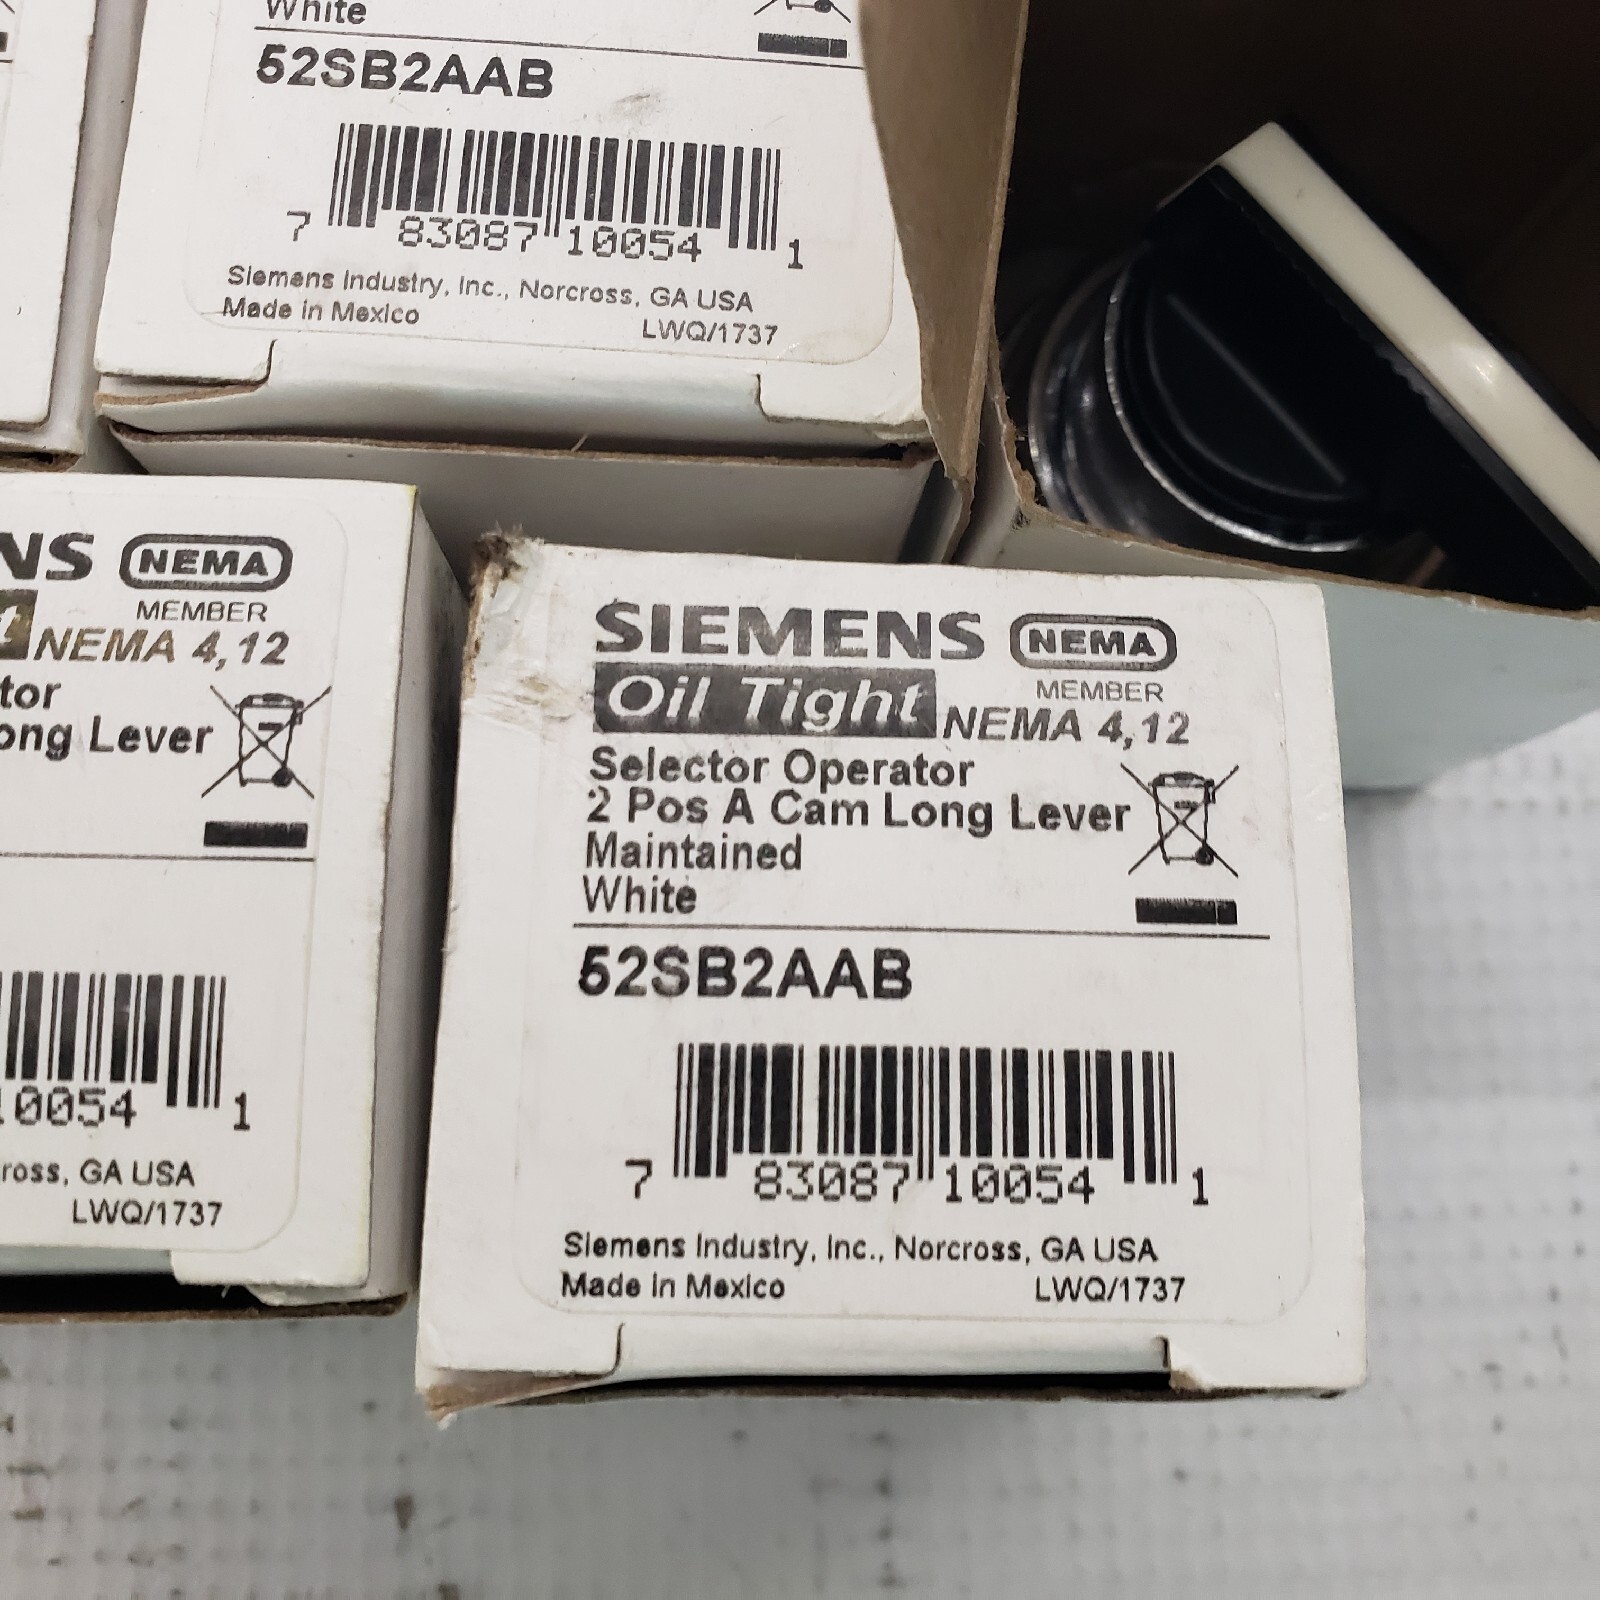 White
52SB2AAB
7 83087 10054 1
Siemens Industry, Inc., Norcross, GA USA
Made in Mexico LWQ/1737
NS NEMA
MEMBER
NEMA 4,12
tor
ong Lever
10054 1
ross, GA USA
LWQ/1737
SIEMENS NEMA
MEMBER
Oil Tight NEMA 4,12
Selector Operator
2 Pos A Cam Long Lever
Maintained
White
52SB2AAB
7 83087 10054 1
Siemens Industry, Inc., Norcross, GA USA
Made in Mexico LWQ/1737